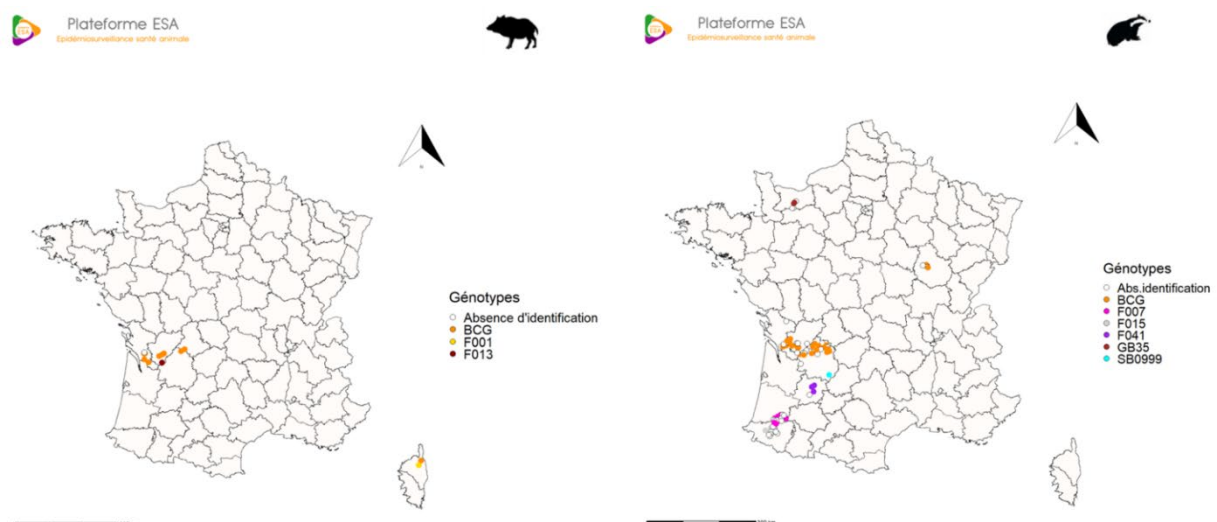 Plateforme ESA
Epidémiosurveillance santé animale
Génotypes
Absence d'identification
BCG
F001
F013
Plateforme ESA
Epidémiosurveillance santé animale
Génotypes
Abs.identification
BCG
F007
F015
F041
GB35
SB0999